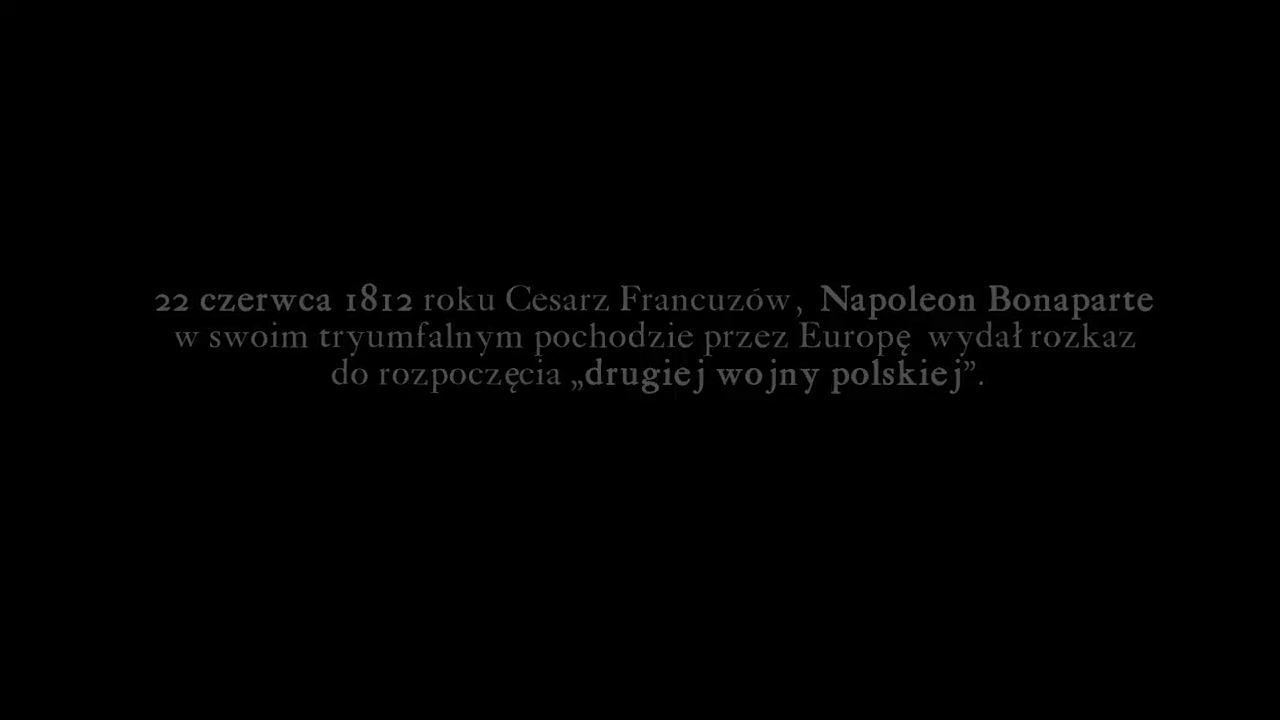 22 czerwca 1812 roku Cesarz Francuzów, Napoleon Bonaparte
w swoim tryumfalnym pochodzie przez Europę wydał rozkaz
do rozpoczęcia „drugiej wojny polskiej”.